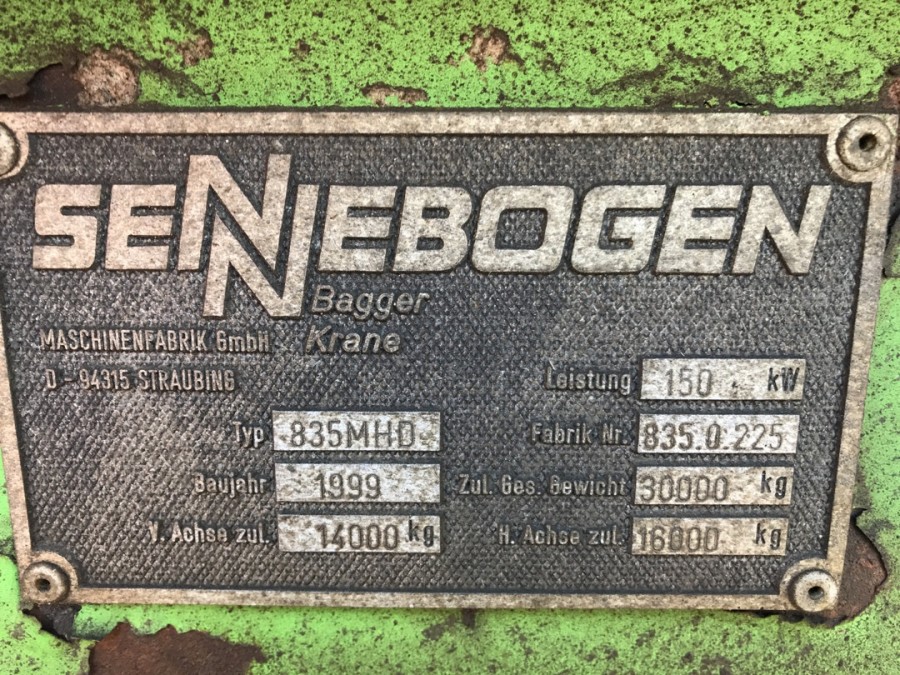 SENNEBOGEN
Bagger
Krane
MASCHINENFABRIK GmbH
D - 94315 STRAUBING
Leistung 150 kW
Typ 835MHD
Fabrik Nr. 835.0.225
Baujahr 1999
Zul. Ges. Gewicht 30000 kg
V. Achse zul. 14000 kg
H. Achse zul. 16000 kg